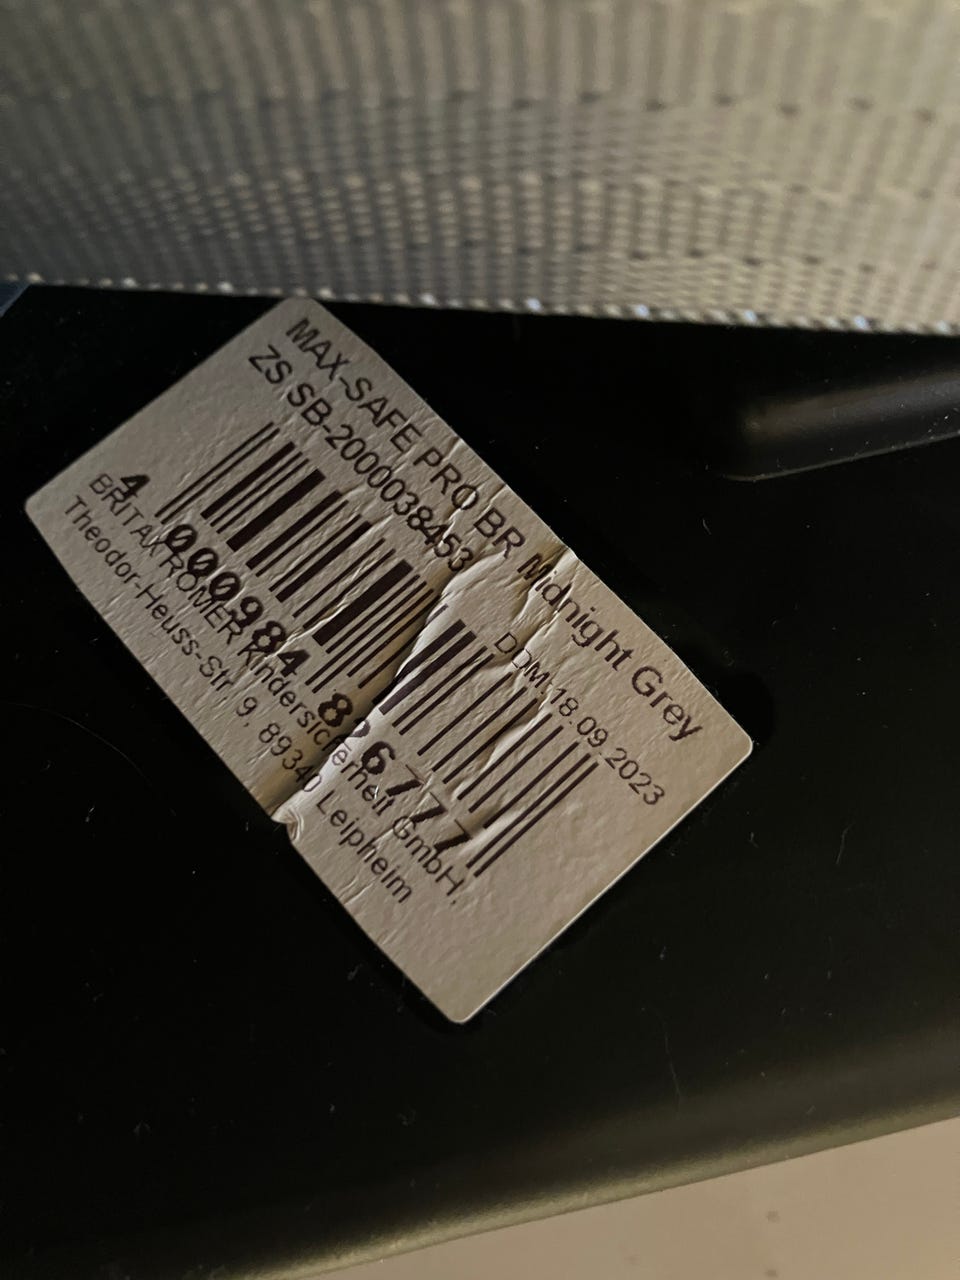 MAX-SAFE PRO BR Midnight Grey
ZS SB-2000038453
DOM: 18.09.2023
4 000984 826777
BRITAX RÖMER Kindersicherheit GmbH,
Theodor-Heuss-Str. 9, 89340 Leipheim